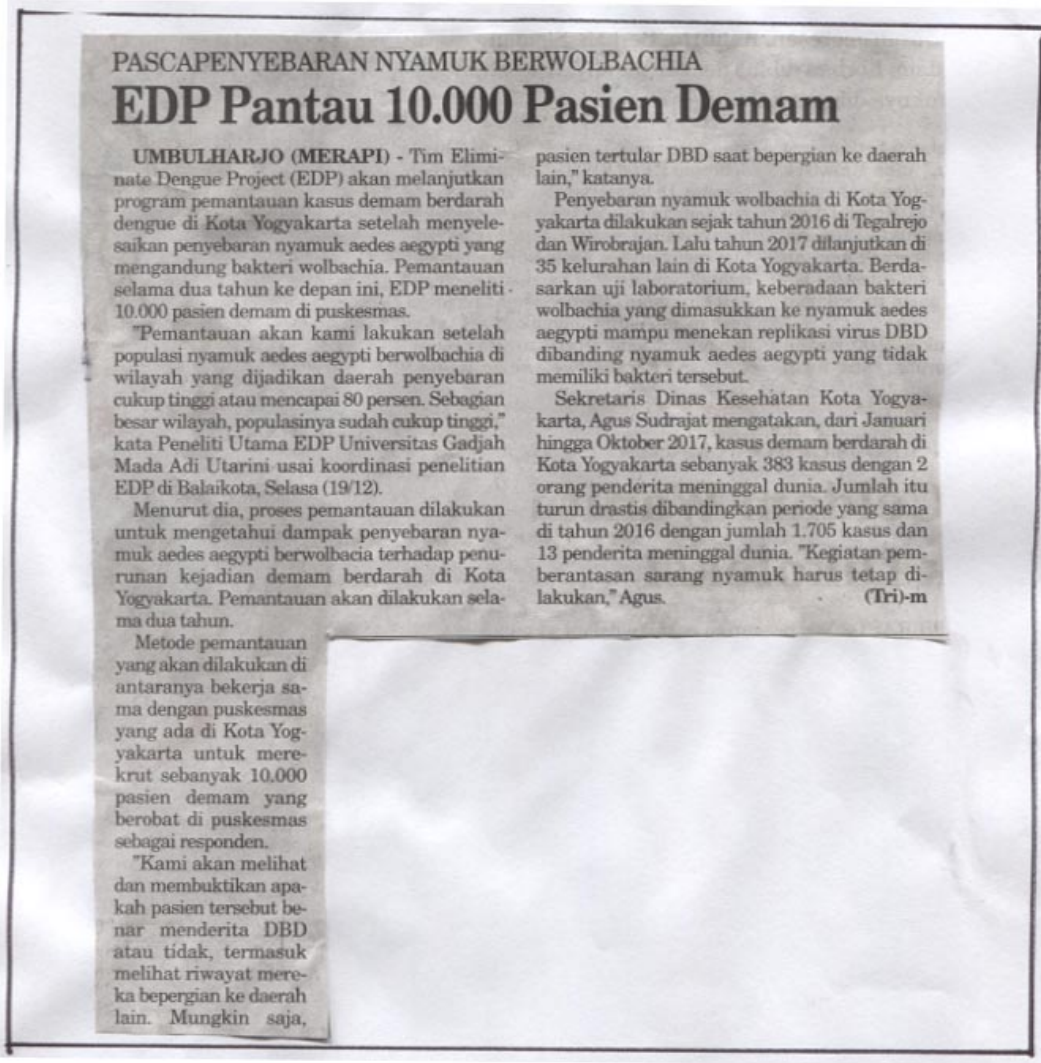 PASCAPENYEBARAN NYAMUK BERWOLBACHIA
EDP Pantau 10.000 Pasien Demam
UMBULHARJO (MERAPI) - Tim Elimi-
nate Dengue Project (EDP) akan melanjutkan
program pemantauan kasus demam berdarah
dengue di Kota Yogyakarta setelah menyele-
saikan penyebaran nyamuk aedes aegypti yang
mengandung bakteri wolbachia. Pemantauan
selama dua tahun ke depan ini, EDP meneliti
10.000 pasien demam di puskesmas.
"Pemantauan akan kami lakukan setelah
populasi nyamuk aedes aegypti berwolbachia di
wilayah yang dijadikan daerah penyebaran
cukup tinggi atau mencapai 80 persen. Sebagian
besar wilayah, populasinya sudah cukup tinggi,"
kata Peneliti Utama EDP Universitas Gadjah
Mada Adi Utarini usai koordinasi penelitian
EDP di Balaikota, Selasa (19/12).
Menurut dia, proses pemantauan dilakukan
untuk mengetahui dampak penyebaran nya-
muk aedes aegypti berwolbacia terhadap penu-
runan kejadian demam berdarah di Kota
Yogyakarta. Pemantauan akan dilakukan sela-
ma dua tahun.
Metode pemantauan
yang akan dilakukan di
antaranya bekerja sa-
ma dengan puskesmas
yang ada di Kota Yog-
yakarta untuk mere-
krut sebanyak 10.000
pasien demam yang
berobat di puskesmas
sebagai responden.
"Kami akan melihat
dan membuktikan apa-
kah pasien tersebut be-
nar menderita DBD
atau tidak, termasuk
melihat riwayat mere-
ka bepergian ke daerah
lain. Mungkin saja,
pasien tertular DBD saat bepergian ke daerah
lain," katanya.
Penyebaran nyamuk wolbachia di Kota Yog-
yakarta dilakukan sejak tahun 2016 di Tegalrejo
dan Wirobrajan. Lalu tahun 2017 dilanjutkan di
35 kelurahan lain di Kota Yogyakarta. Berda-
sarkan uji laboratorium, keberadaan bakteri
wolbachia yang dimasukkan ke nyamuk aedes
aegypti mampu menekan replikasi virus DBD
dibanding nyamuk aedes aegypti yang tidak
memiliki bakteri tersebut.
Sekretaris Dinas Kesehatan Kota Yogya-
karta, Agus Sudrajat mengatakan, dari Januari
hingga Oktober 2017, kasus demam berdarah di
Kota Yogyakarta sebanyak 383 kasus dengan 2
orang penderita meninggal dunia. Jumlah itu
turun drastis dibandingkan periode yang sama
di tahun 2016 dengan jumlah 1.705 kasus dan
13 penderita meninggal dunia. "Kegiatan pem-
berantasan sarang nyamuk harus tetap di-
lakukan," Agus. (Tri)-m